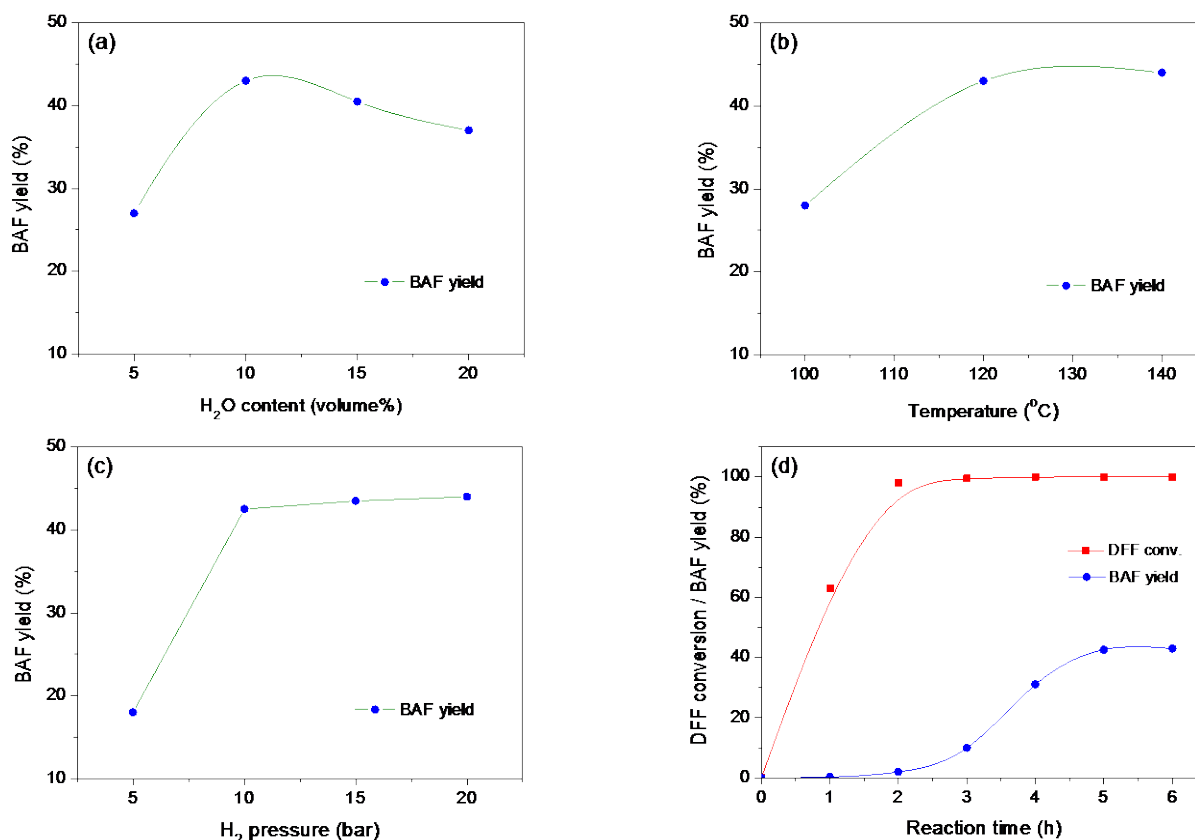 (a)
50
40
30
20
10
BAF yield (%)
BAF yield
5 10 15 20
H₂O content (volume%)
(b)
50
40
30
20
10
BAF yield (%)
BAF yield
100 110 120 130 140
Temperature (⁰C)
(c)
50
40
30
20
10
BAF yield (%)
BAF yield
5 10 15 20
H₂ pressure (bar)
(d)
100
80
60
40
20
0
DFF conversion / BAF yield (%)
DFF conv.
BAF yield
0 1 2 3 4 5 6
Reaction time (h)